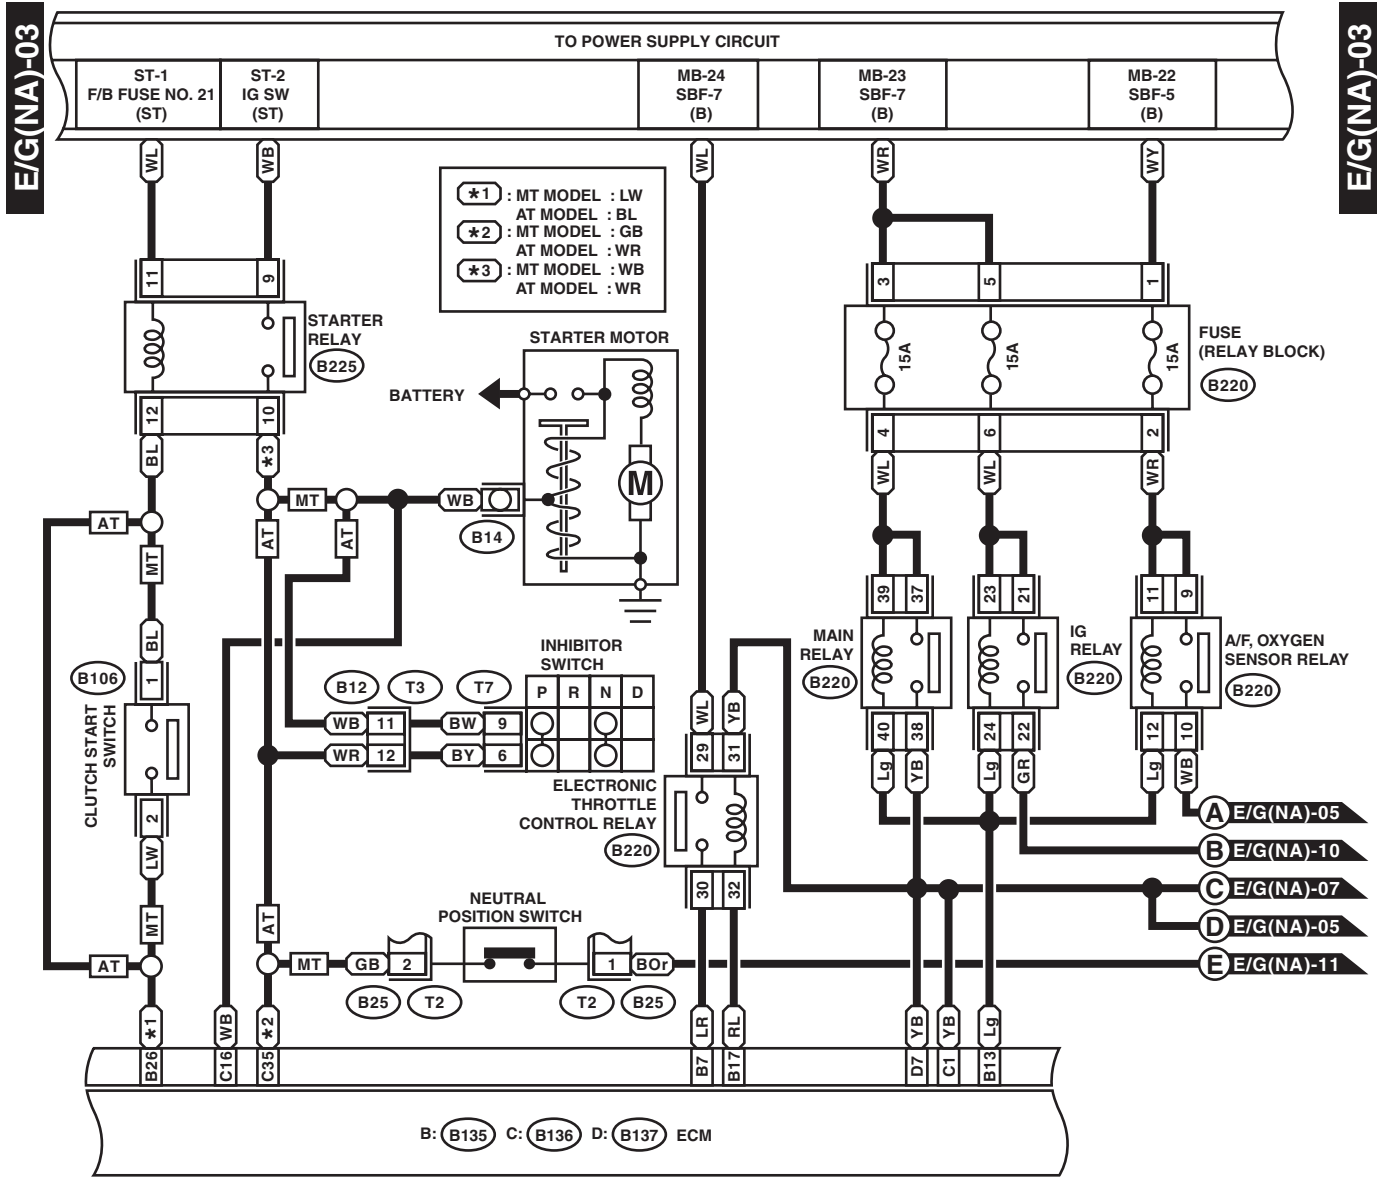 E/G(NA)-03
E/G(NA)-03
TO POWER SUPPLY CIRCUIT
ST-1
F/B FUSE NO. 21
(ST)
ST-2
IG SW
(ST)
MB-24
SBF-7
(B)
MB-23
SBF-7
(B)
MB-22
SBF-5
(B)
WL
WB
WL
WR
WY
*1 : MT MODEL : LW
AT MODEL : BL
*2 : MT MODEL : GB
AT MODEL : WR
*3 : MT MODEL : WB
AT MODEL : WR
11
9
3
5
1
STARTER
RELAY
B225
STARTER MOTOR
BATTERY
M
15A
15A
15A
FUSE
(RELAY BLOCK)
B220
12
10
4
6
2
BL
*3
WL
WL
WR
AT
MT
WB
B14
MT
AT
AT
39
37
23
21
11
9
BL
B106
1
CLUTCH START
SWITCH
2
LW
MT
AT
INHIBITOR
SWITCH
P R N D
B12
T3
T7
WB 11 BW 9
WR 12 BY 6
WL
YB
29
31
MAIN
RELAY
B220
IG
RELAY
B220
A/F, OXYGEN
SENSOR RELAY
B220
40
38
24
22
12
10
Lg
YB
Lg
GR
Lg
WB
ELECTRONIC
THROTTLE
CONTROL RELAY
B220
30
32
A E/G(NA)-05
B E/G(NA)-10
C E/G(NA)-07
D E/G(NA)-05
E E/G(NA)-11
NEUTRAL
POSITION SWITCH
AT
MT
GB
2
1
BOr
B25
T2
T2
B25
*1
WB
*2
LR
RL
YB
YB
Lg
B26
C16
C35
B7
B17
D7
C1
B13
B: B135 C: B136 D: B137 ECM